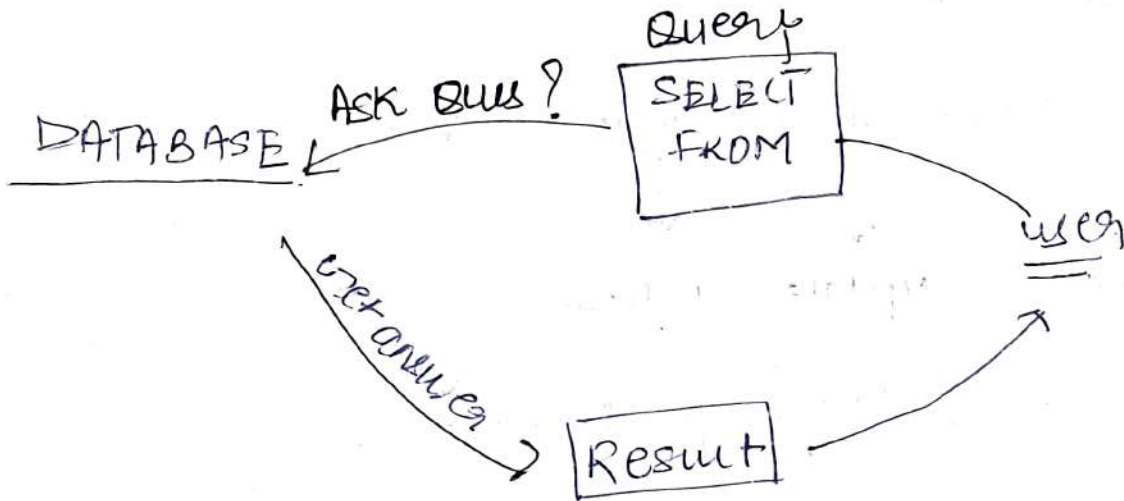 Query
SELECT
FROM
ASK Ques?
DATABASE
user
Get answer
Result